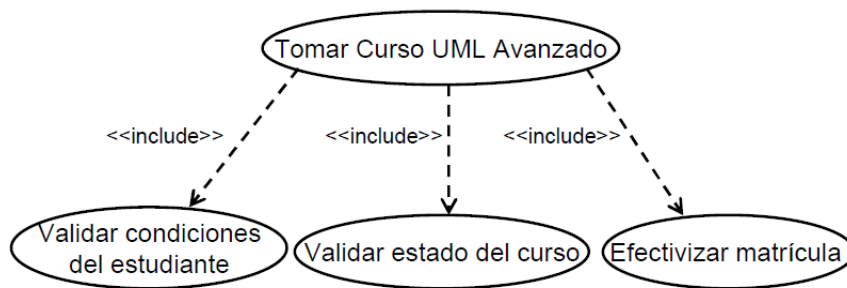 Tomar Curso UML Avanzado
<<include>>
<<include>>
<<include>>
Validar condiciones
del estudiante
Validar estado del curso
Efectivizar matrícula